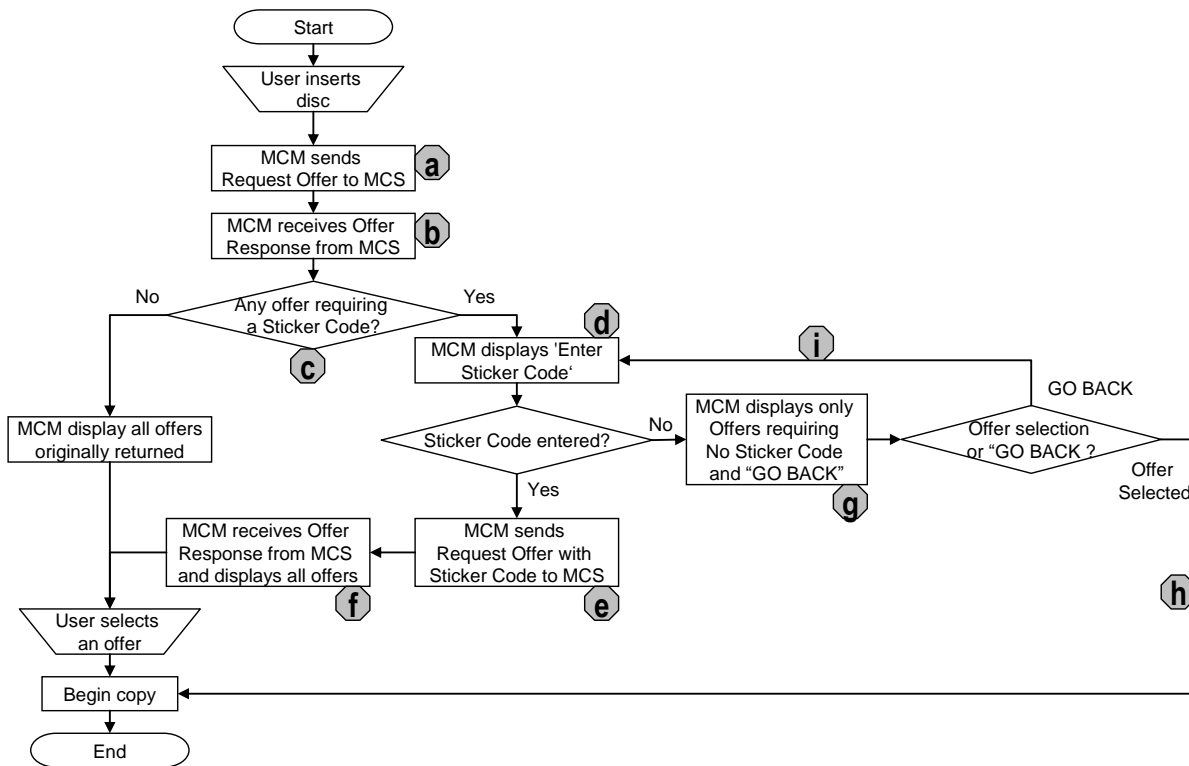 Start
User inserts
disc
MCM sends
Request Offer to MCS
a
MCM receives Offer
Response from MCS
b
No
Any offer requiring
a Sticker Code?
Yes
c
d
MCM displays 'Enter
Sticker Code‘
i
GO BACK
MCM display all offers
originally returned
Sticker Code entered?
No
MCM displays only
Offers requiring
No Sticker Code
and “GO BACK”
g
Offer selection
or “GO BACK ?
Offer
Selected
Yes
MCM receives Offer
Response from MCS
and displays all offers
f
MCM sends
Request Offer with
Sticker Code to MCS
e
h
User selects
an offer
Begin copy
End